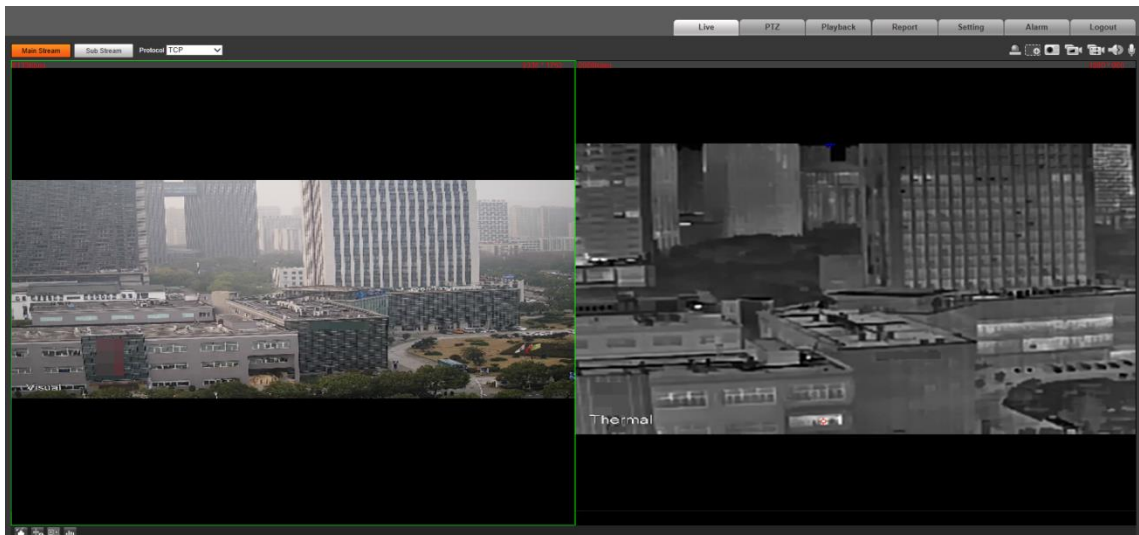 Live PTZ Playback Report Setting Alarm Logout
Main Stream Sub Stream Protocol TCP
Visual
Thermal